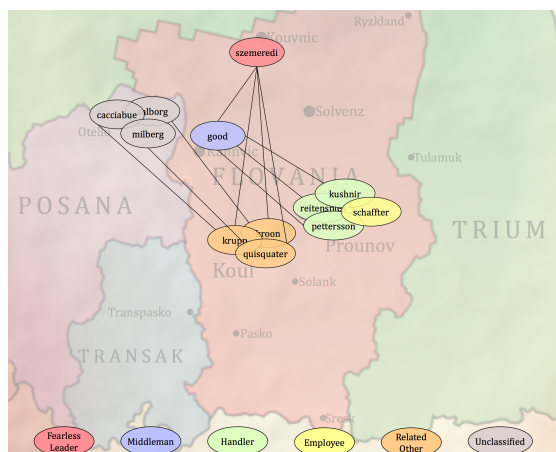 Ryzkland
Kouvnic
szemeredi
cacciabue
Solvenz
milberg
good
Tulamuk
FLOVANIA
kushnir
POSANA
schaffter
pettersson
TRIUM
krupp
Prounov
quisquater
Koul
Solank
Transpasko
Pasko
TRANSAK
Fearless
Leader
Middleman
Handler
Employee
Related
Other
Unclassified